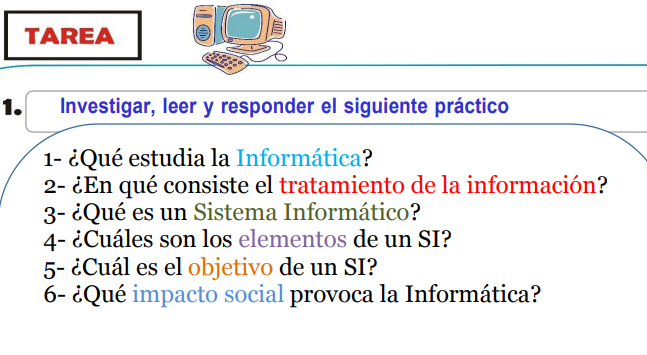 TAREA
1. Investigar, leer y responder el siguiente práctico
1- ¿Qué estudia la Informática?
2- ¿En qué consiste el tratamiento de la información?
3- ¿Qué es un Sistema Informático?
4- ¿Cuáles son los elementos de un SI?
5- ¿Cuál es el objetivo de un SI?
6- ¿Qué impacto social provoca la Informática?